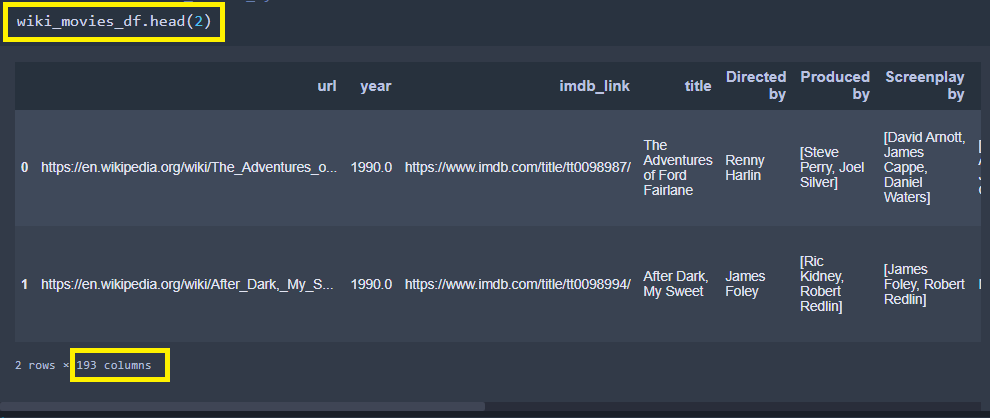 wiki_movies_df.head(2)
url year imdb_link title Directed by Produced by Screenplay by
0 https://en.wikipedia.org/wiki/The_Adventures_o... 1990.0 https://www.imdb.com/title/tt0098987/ The Adventures of Ford Fairlane Renny Harlin [Steve Perry, Joel Silver] [David Arnott, James Cappe, Daniel Waters]
1 https://en.wikipedia.org/wiki/After_Dark,_My_S... 1990.0 https://www.imdb.com/title/tt0098994/ After Dark, My Sweet James Foley [Ric Kidney, Robert Redlin] [James Foley, Robert Redlin]
2 rows × 193 columns